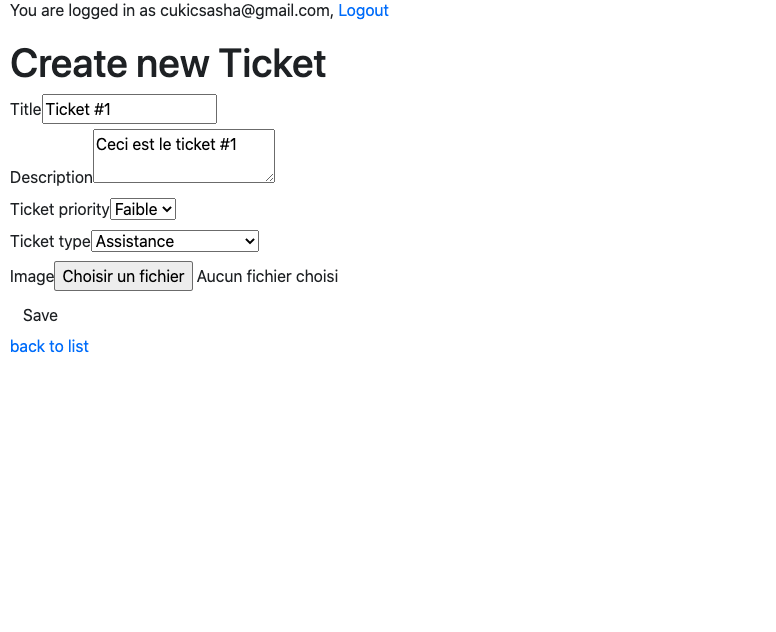 You are logged in as cukicsasha@gmail.com, Logout
Create new Ticket
Title Ticket #1
Description Ceci est le ticket #1
Ticket priority Faible
Ticket type Assistance
Image Choisir un fichier Aucun fichier choisi
Save
back to list